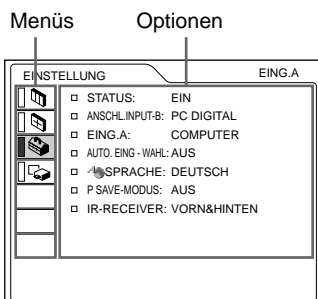 Menüs Optionen
EINSTELLUNG EING.A
STATUS: EIN
ANSCHL.INPUT-B: PC DIGITAL
EING.A: COMPUTER
AUTO. EING - WAHL: AUS
SPRACHE: DEUTSCH
P SAVE-MODUS: AUS
IR-RECEIVER: VORN&HINTEN